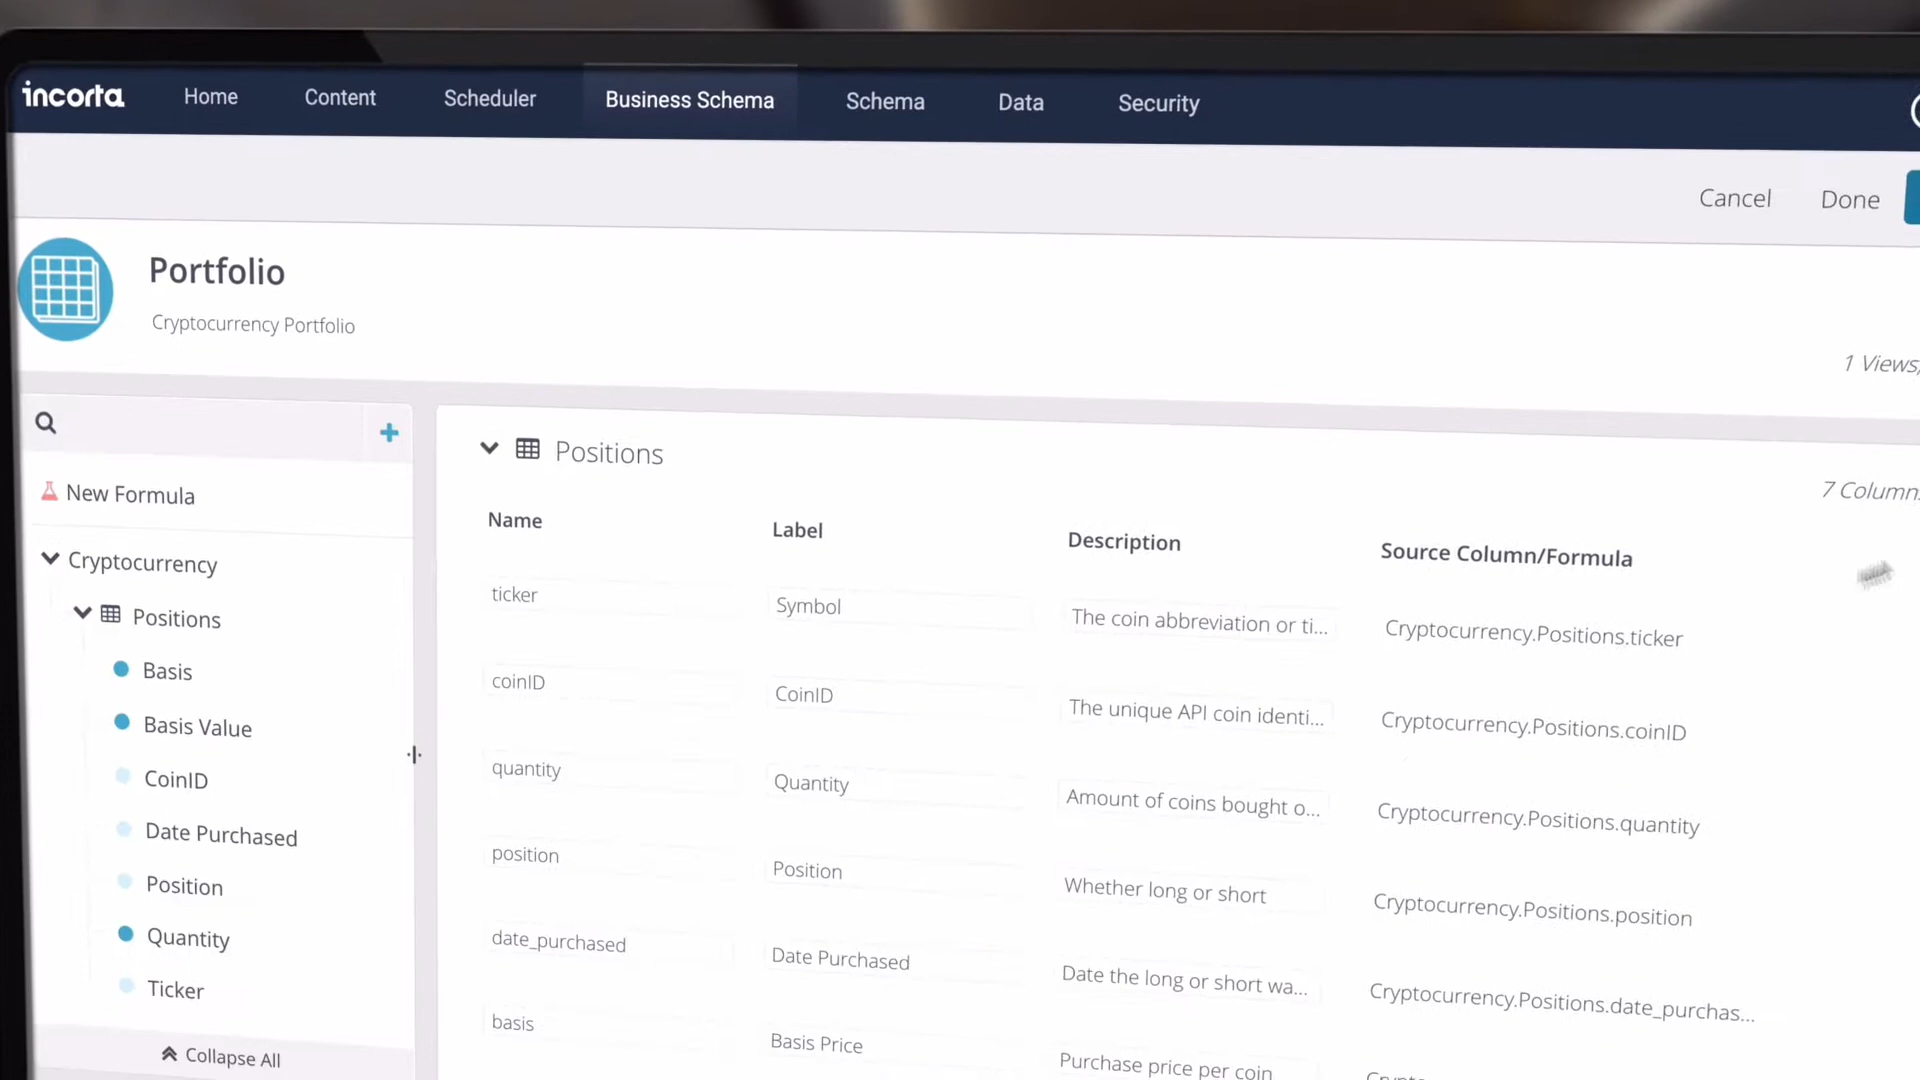 incorta Home Content Scheduler Business Schema Schema Data Security
Cancel Done
Portfolio
Cryptocurrency Portfolio
1 Views,
New Formula
Cryptocurrency
Positions
Basis
Basis Value
CoinID
Date Purchased
Position
Quantity
Ticker
Collapse All
Positions
7 Columns
Name Label Description Source Column/Formula
ticker Symbol The coin abbreviation or ti... Cryptocurrency.Positions.ticker
coinID CoinID The unique API coin identi... Cryptocurrency.Positions.coinID
quantity Quantity Amount of coins bought o... Cryptocurrency.Positions.quantity
position Position Whether long or short Cryptocurrency.Positions.position
date_purchased Date Purchased Date the long or short wa... Cryptocurrency.Positions.date_purchas...
basis Basis Price Purchase price per coin